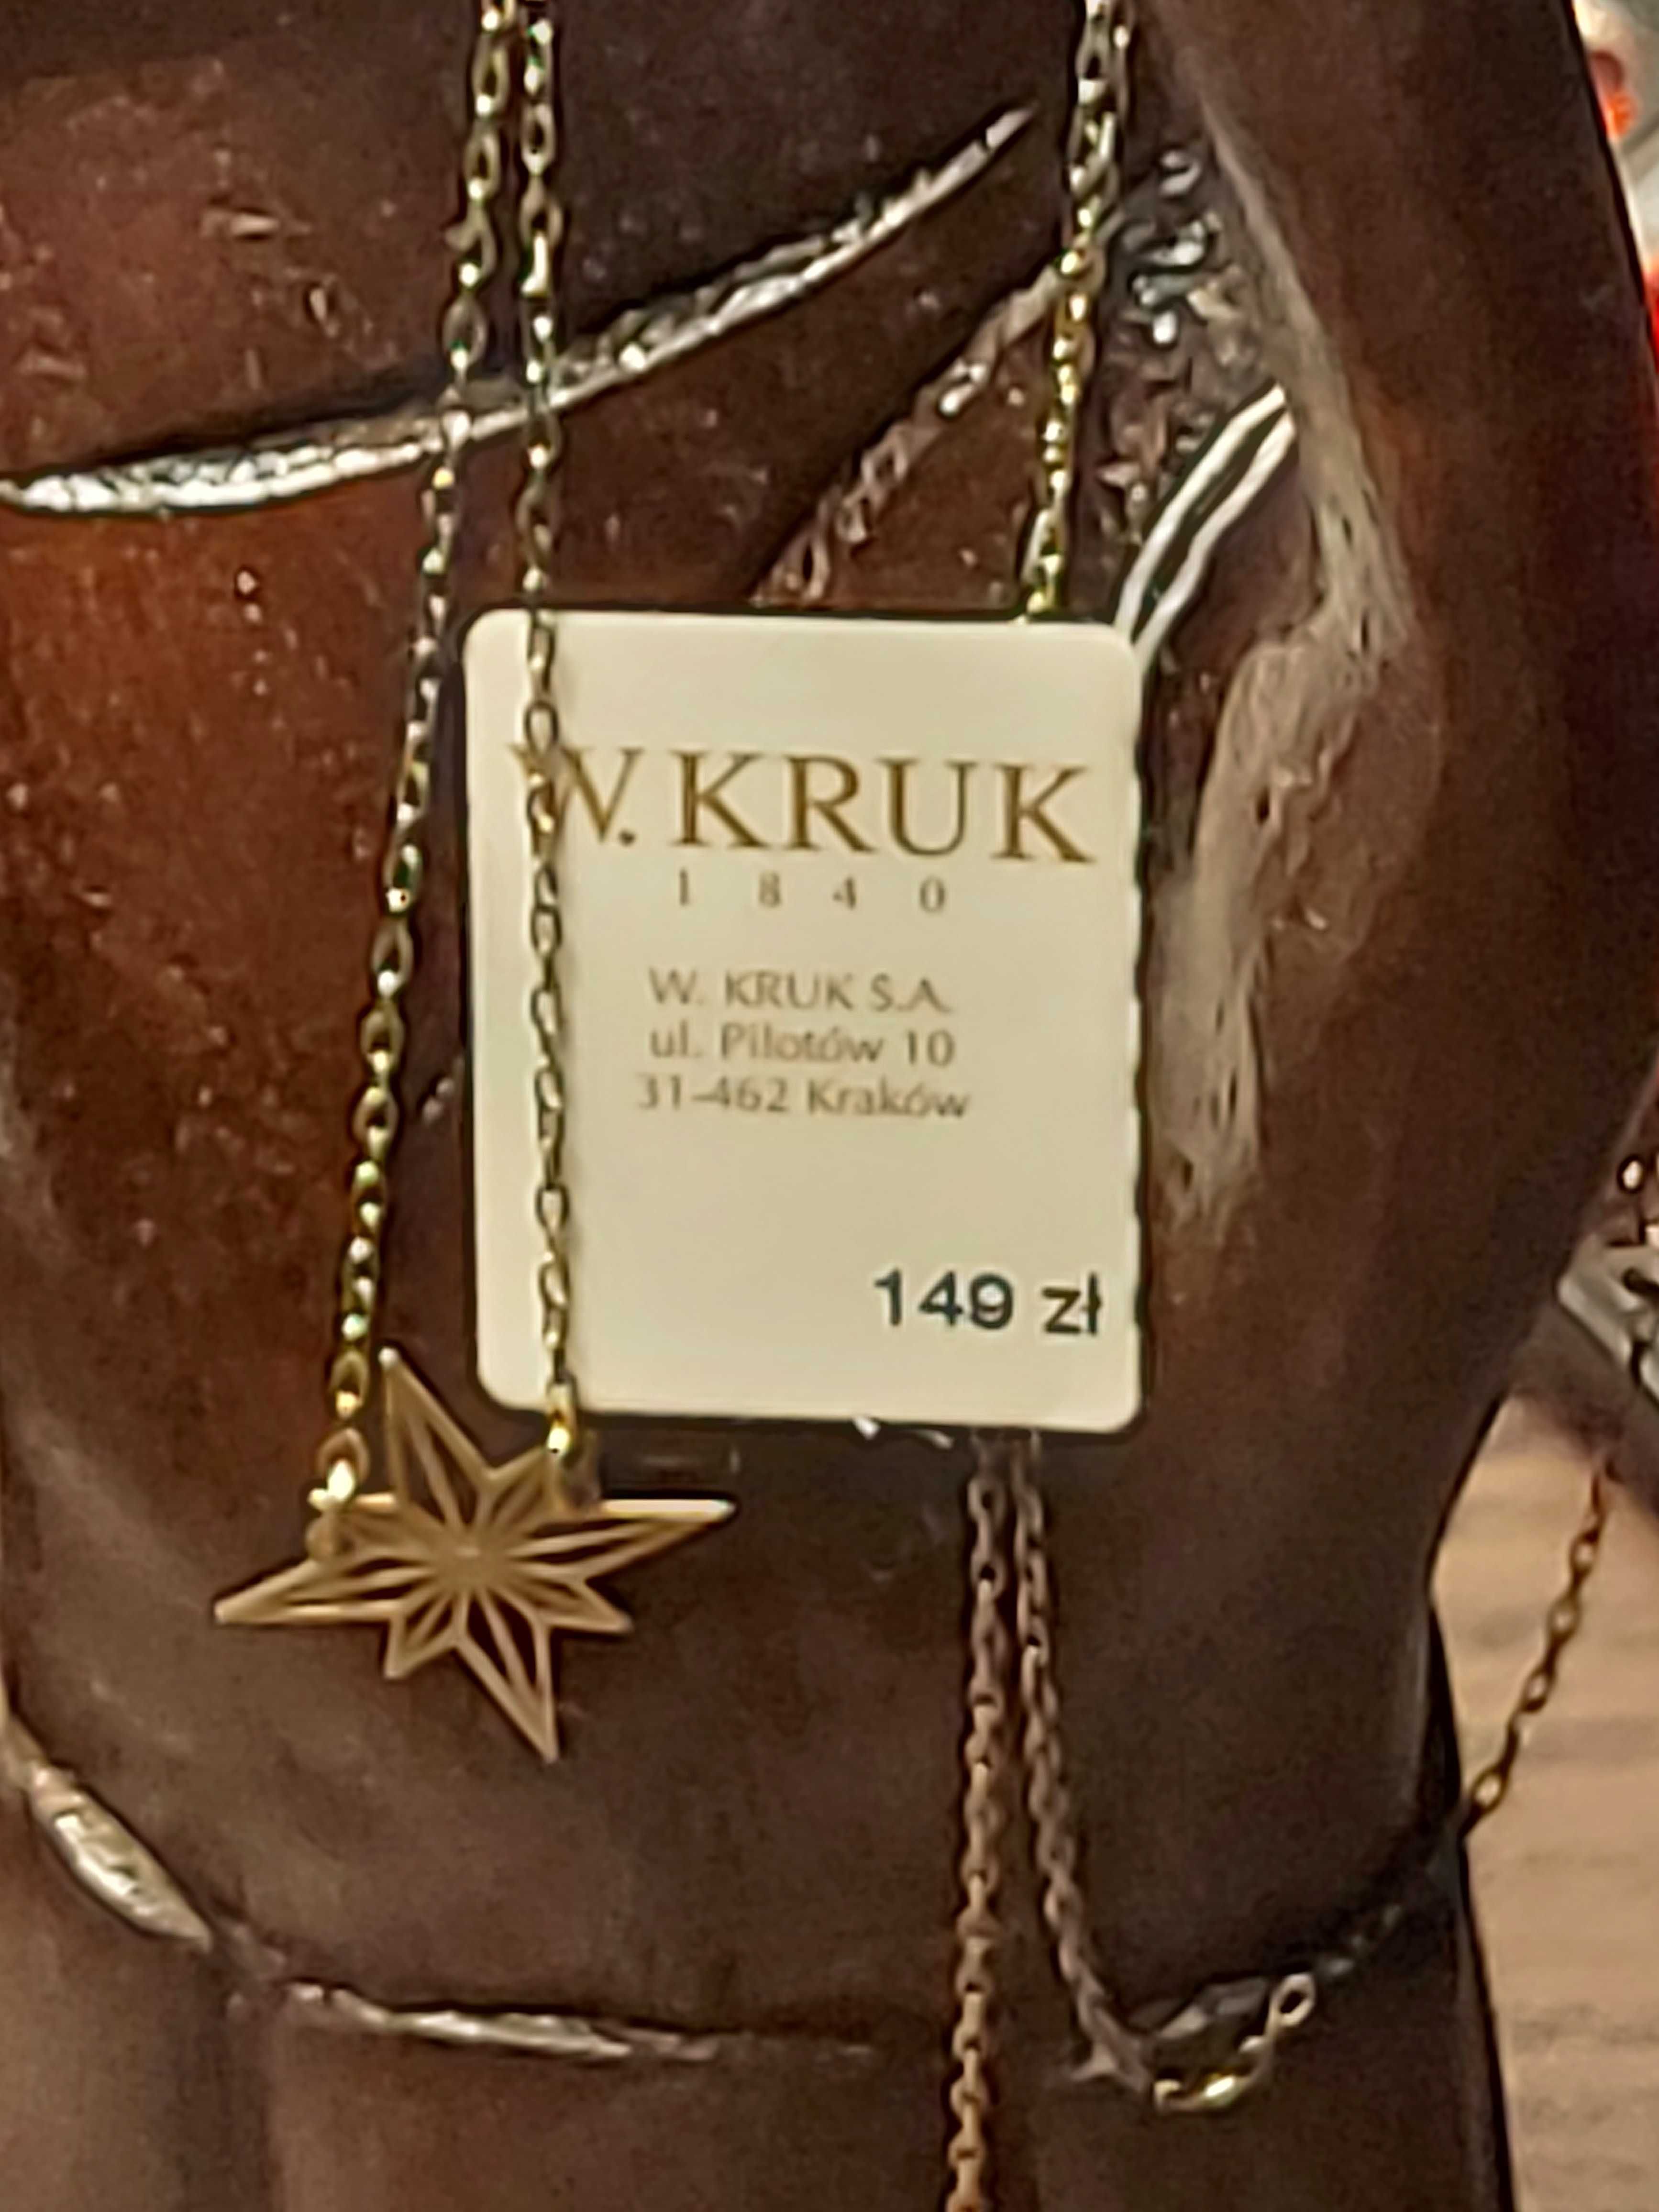 W. KRUK
1840
W. KRUK S.A.
ul. Pilotów 10
31-462 Kraków
149 zł